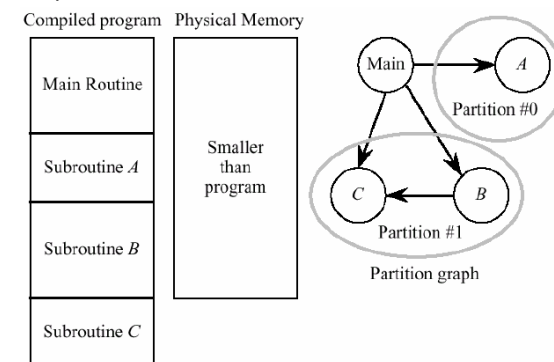 Compiled program
Physical Memory
Main Routine
Subroutine A
Subroutine B
Subroutine C
Smaller
than
program
Main
A
Partition #0
C
B
Partition #1
Partition graph